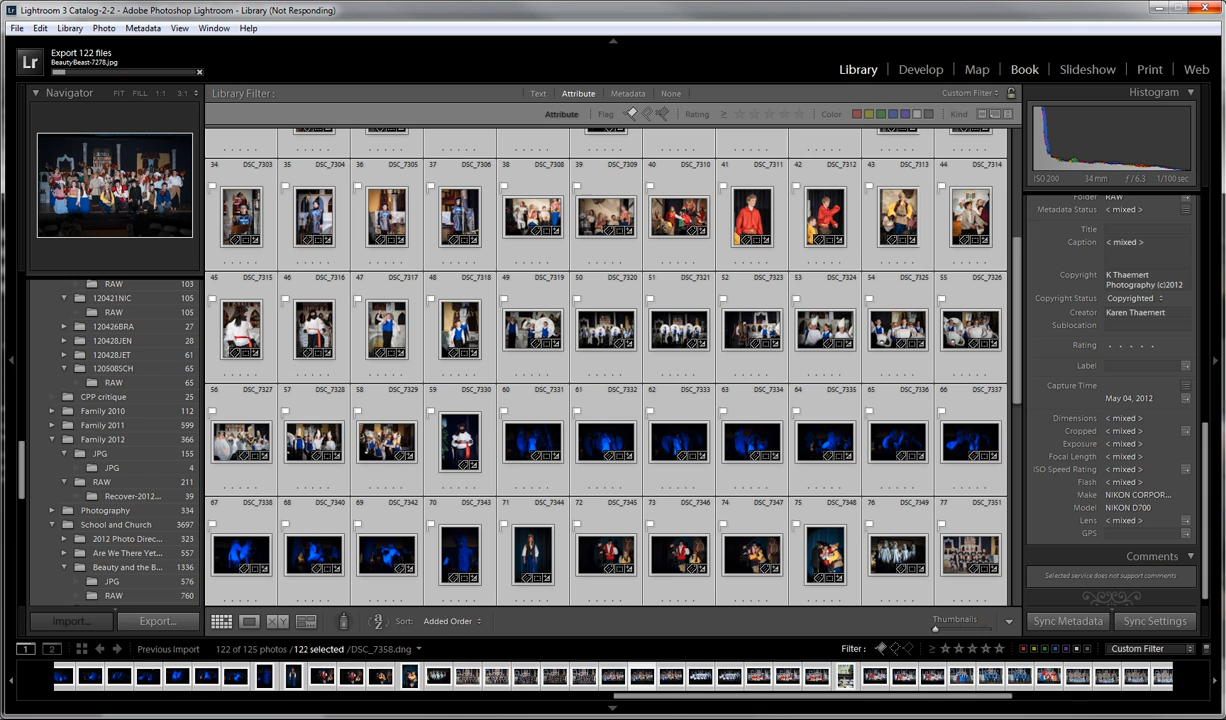 Lightroom 3 Catalog-2-2 - Adobe Photoshop Lightroom - Library (Not Responding)
File Edit Library Photo Metadata View Window Help
Lr
Export 122 files
BeautyBeast-7278.jpg
Library | Develop | Map | Book | Slideshow | Print | Web
Navigator FIT FILL 1:1 3:1
Library Filter : Text Attribute Metadata None Custom Filter
Histogram
Attribute Flag Rating ≥ Color Kind
ISO 200 34 mm ƒ / 6.3 1/100 sec
34 DSC_7303 35 DSC_7304 36 DSC_7305 37 DSC_7306 38 DSC_7308 39 DSC_7309 40 DSC_7310 41 DSC_7311 42 DSC_7312 43 DSC_7313 44 DSC_7314
45 DSC_7315 46 DSC_7316 47 DSC_7317 48 DSC_7318 49 DSC_7319 50 DSC_7320 51 DSC_7321 52 DSC_7323 53 DSC_7324 54 DSC_7325 55 DSC_7326
56 DSC_7327 57 DSC_7328 58 DSC_7329 59 DSC_7330 60 DSC_7331 61 DSC_7332 62 DSC_7333 63 DSC_7334 64 DSC_7335 65 DSC_7336 66 DSC_7337
67 DSC_7338 68 DSC_7340 69 DSC_7342 70 DSC_7343 71 DSC_7344 72 DSC_7345 73 DSC_7346 74 DSC_7347 75 DSC_7348 76 DSC_7349 77 DSC_7351
RAW 103
120421NIC 105
RAW 105
120426BRA 27
120428JEN 28
120428JET 61
120508SCH 65
RAW 65
CPP critique 25
Family 2010 112
Family 2011 599
Family 2012 366
JPG 155
JPG 4
RAW 211
Recover-2012... 39
Photography 334
School and Church 3697
2012 Photo Direc... 323
Are We There Yet... 557
Beauty and the B... 1336
JPG 576
RAW 760
Folder RAW
Metadata Status < mixed >
Title
Caption < mixed >
Copyright K Thaemert
Photography (c)2012
Copyright Status Copyrighted
Creator Karen Thaemert
Sublocation
Rating
Label
Capture Time
May 04, 2012
Dimensions < mixed >
Cropped < mixed >
Exposure < mixed >
Focal Length < mixed >
ISO Speed Rating < mixed >
Flash < mixed >
Make NIKON CORPOR...
Model NIKON D700
Lens < mixed >
GPS
Comments
Selected service does not support comments
Import... Export... XY Sort: Added Order Thumbnails Sync Metadata Sync Settings
1 2 Previous Import 122 of 125 photos / 122 selected / DSC_7358.dng Filter : ≥ Custom Filter